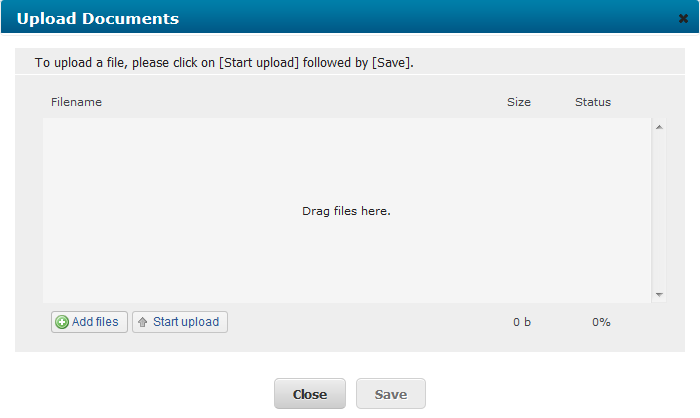 Upload Documents
To upload a file, please click on [Start upload] followed by [Save].
Filename Size Status
Drag files here.
Add files Start upload 0 b 0%
Close Save